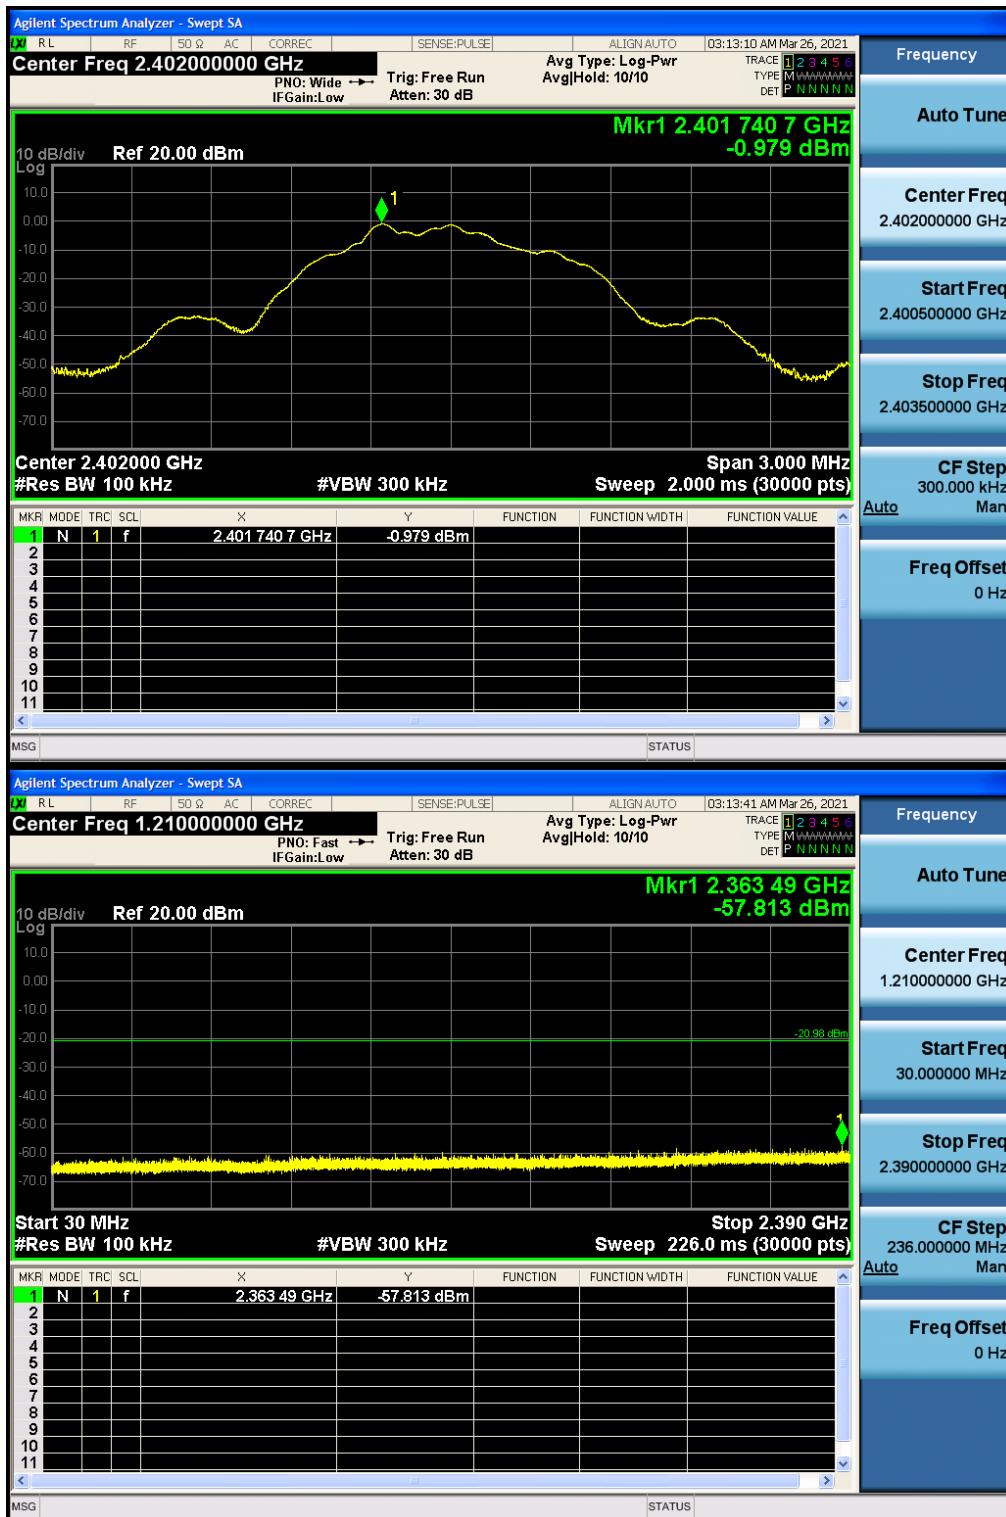 Agilent Spectrum Analyzer - Swept SA
LXI RL RF 50 Ω AC CORREC SENSE:PULSE ALIGN AUTO 03:13:10 AM Mar 26, 2021
Center Freq 2.402000000 GHz
PNO: Wide
IFGain:Low
Trig: Free Run
Atten: 30 dB
Avg Type: Log-Pwr
Avg|Hold: 10/10
TRACE 1 2 3 4 5 6
TYPE M
DET P N N N N N
Mkr1 2.401 740 7 GHz
-0.979 dBm
10 dB/div Ref 20.00 dBm
Log
10.0
0.00
-10.0
-20.0
-30.0
-40.0
-50.0
-60.0
-70.0
1
Center 2.402000 GHz Span 3.000 MHz
#Res BW 100 kHz #VBW 300 kHz Sweep 2.000 ms (30000 pts)
MKR MODE TRC SCL X Y FUNCTION FUNCTION WIDTH FUNCTION VALUE
1 N 1 f 2.401 740 7 GHz -0.979 dBm
2
3
4
5
6
7
8
9
10
11
MSG STATUS
Frequency
Auto Tune
Center Freq
2.402000000 GHz
Start Freq
2.400500000 GHz
Stop Freq
2.403500000 GHz
CF Step
300.000 kHz
Auto Man
Freq Offset
0 Hz
Agilent Spectrum Analyzer - Swept SA
LXI RL RF 50 Ω AC CORREC SENSE:PULSE ALIGN AUTO 03:13:41 AM Mar 26, 2021
Center Freq 1.210000000 GHz
PNO: Fast
IFGain:Low
Trig: Free Run
Atten: 30 dB
Avg Type: Log-Pwr
Avg|Hold: 10/10
TRACE 1 2 3 4 5 6
TYPE M
DET P N N N N N
Mkr1 2.363 49 GHz
-57.813 dBm
10 dB/div Ref 20.00 dBm
Log
10.0
0.00
-10.0
-20.0
-30.0
-40.0
-50.0
-60.0
-70.0
-20.98 dBm
1
Start 30 MHz Stop 2.390 GHz
#Res BW 100 kHz #VBW 300 kHz Sweep 226.0 ms (30000 pts)
MKR MODE TRC SCL X Y FUNCTION FUNCTION WIDTH FUNCTION VALUE
1 N 1 f 2.363 49 GHz -57.813 dBm
2
3
4
5
6
7
8
9
10
11
MSG STATUS
Frequency
Auto Tune
Center Freq
1.210000000 GHz
Start Freq
30.000000 MHz
Stop Freq
2.390000000 GHz
CF Step
236.000000 MHz
Auto Man
Freq Offset
0 Hz